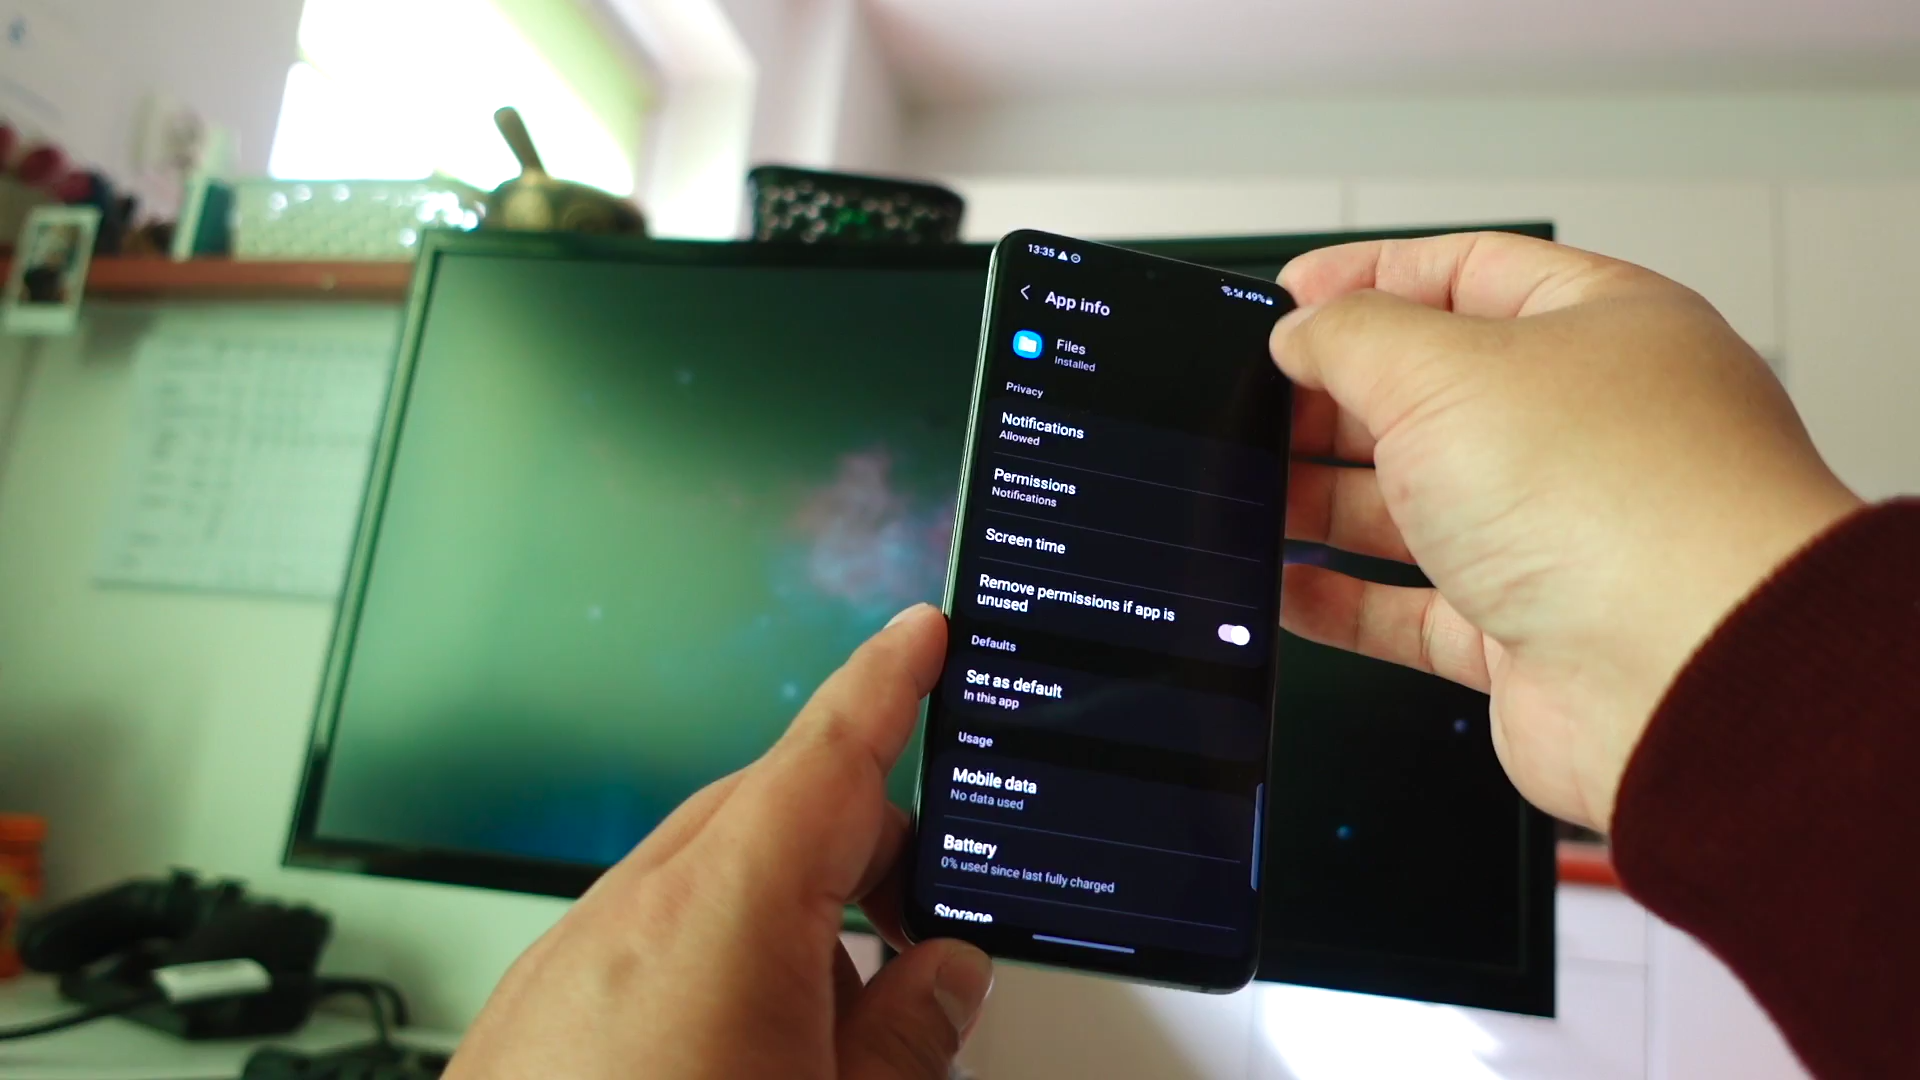 13:35
49%
App info
Files
Installed
Privacy
Notifications
Allowed
Permissions
Notifications
Screen time
Remove permissions if app is
unused
Defaults
Set as default
In this app
Usage
Mobile data
No data used
Battery
0% used since last fully charged
Storage